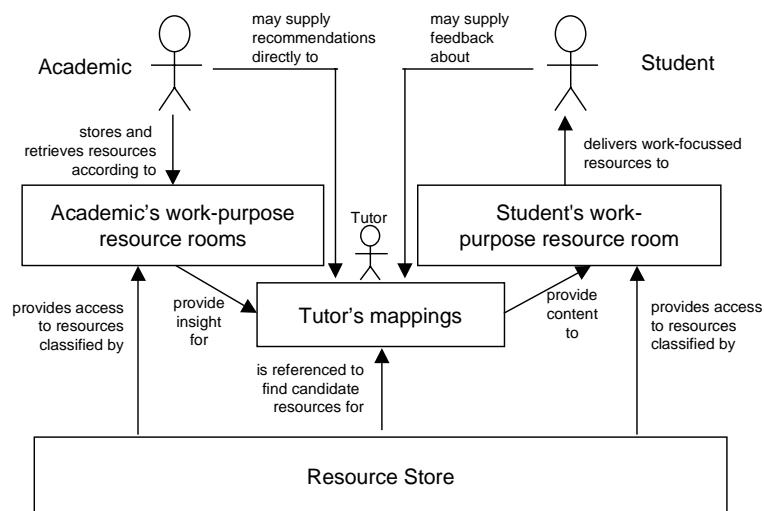 may supply
recommendations
directly to
may supply
feedback
about
Academic
Student
stores and
retrieves resources
according to
delivers work-focussed
resources to
Academic’s work-purpose
resource rooms
Tutor
Student's work-
purpose resource room
provides access
to resources
classified by
provide
insight
for
Tutor’s mappings
provide
content
to
provides access
to resources
classified by
is referenced to
find candidate
resources for
Resource Store